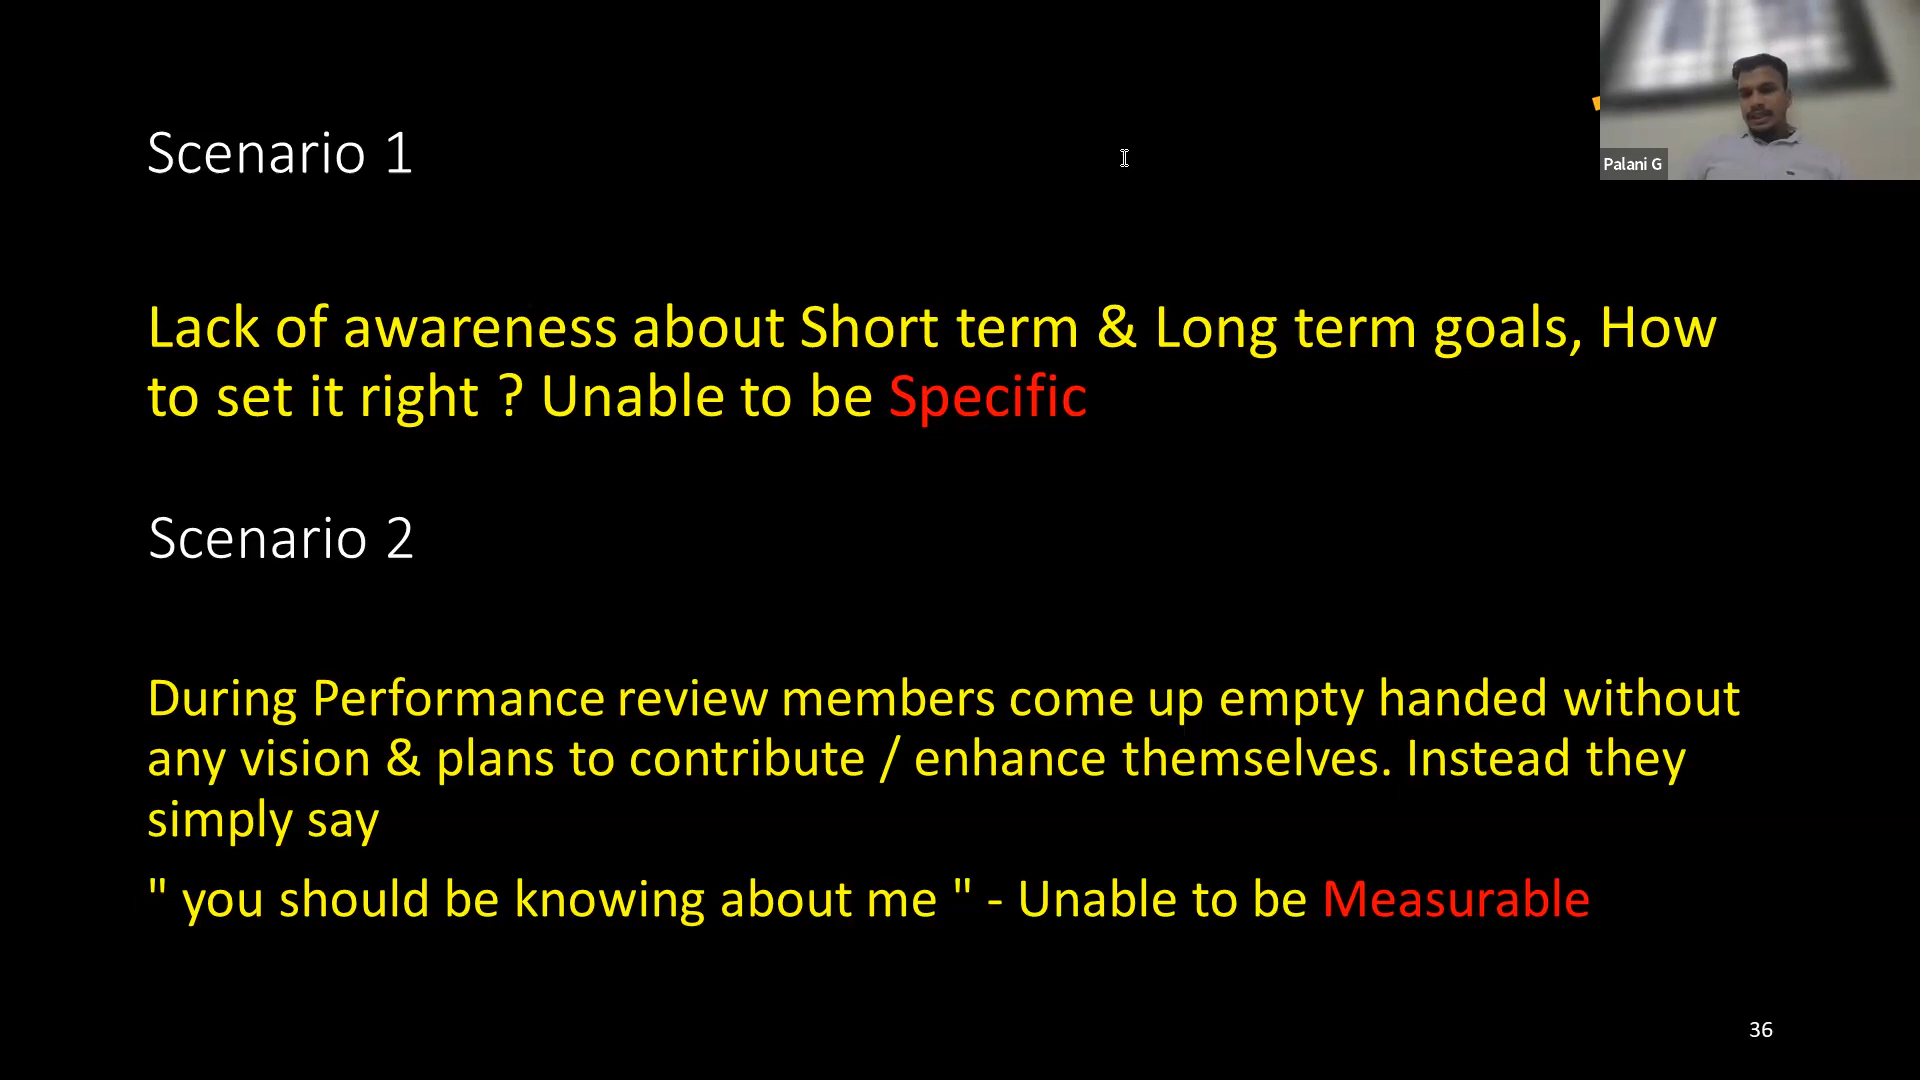 Scenario 1
Palani G
Lack of awareness about Short term & Long term goals, How
to set it right ? Unable to be Specific
Scenario 2
During Performance review members come up empty handed without
any vision & plans to contribute / enhance themselves. Instead they
simply say
" you should be knowing about me " - Unable to be Measurable
36